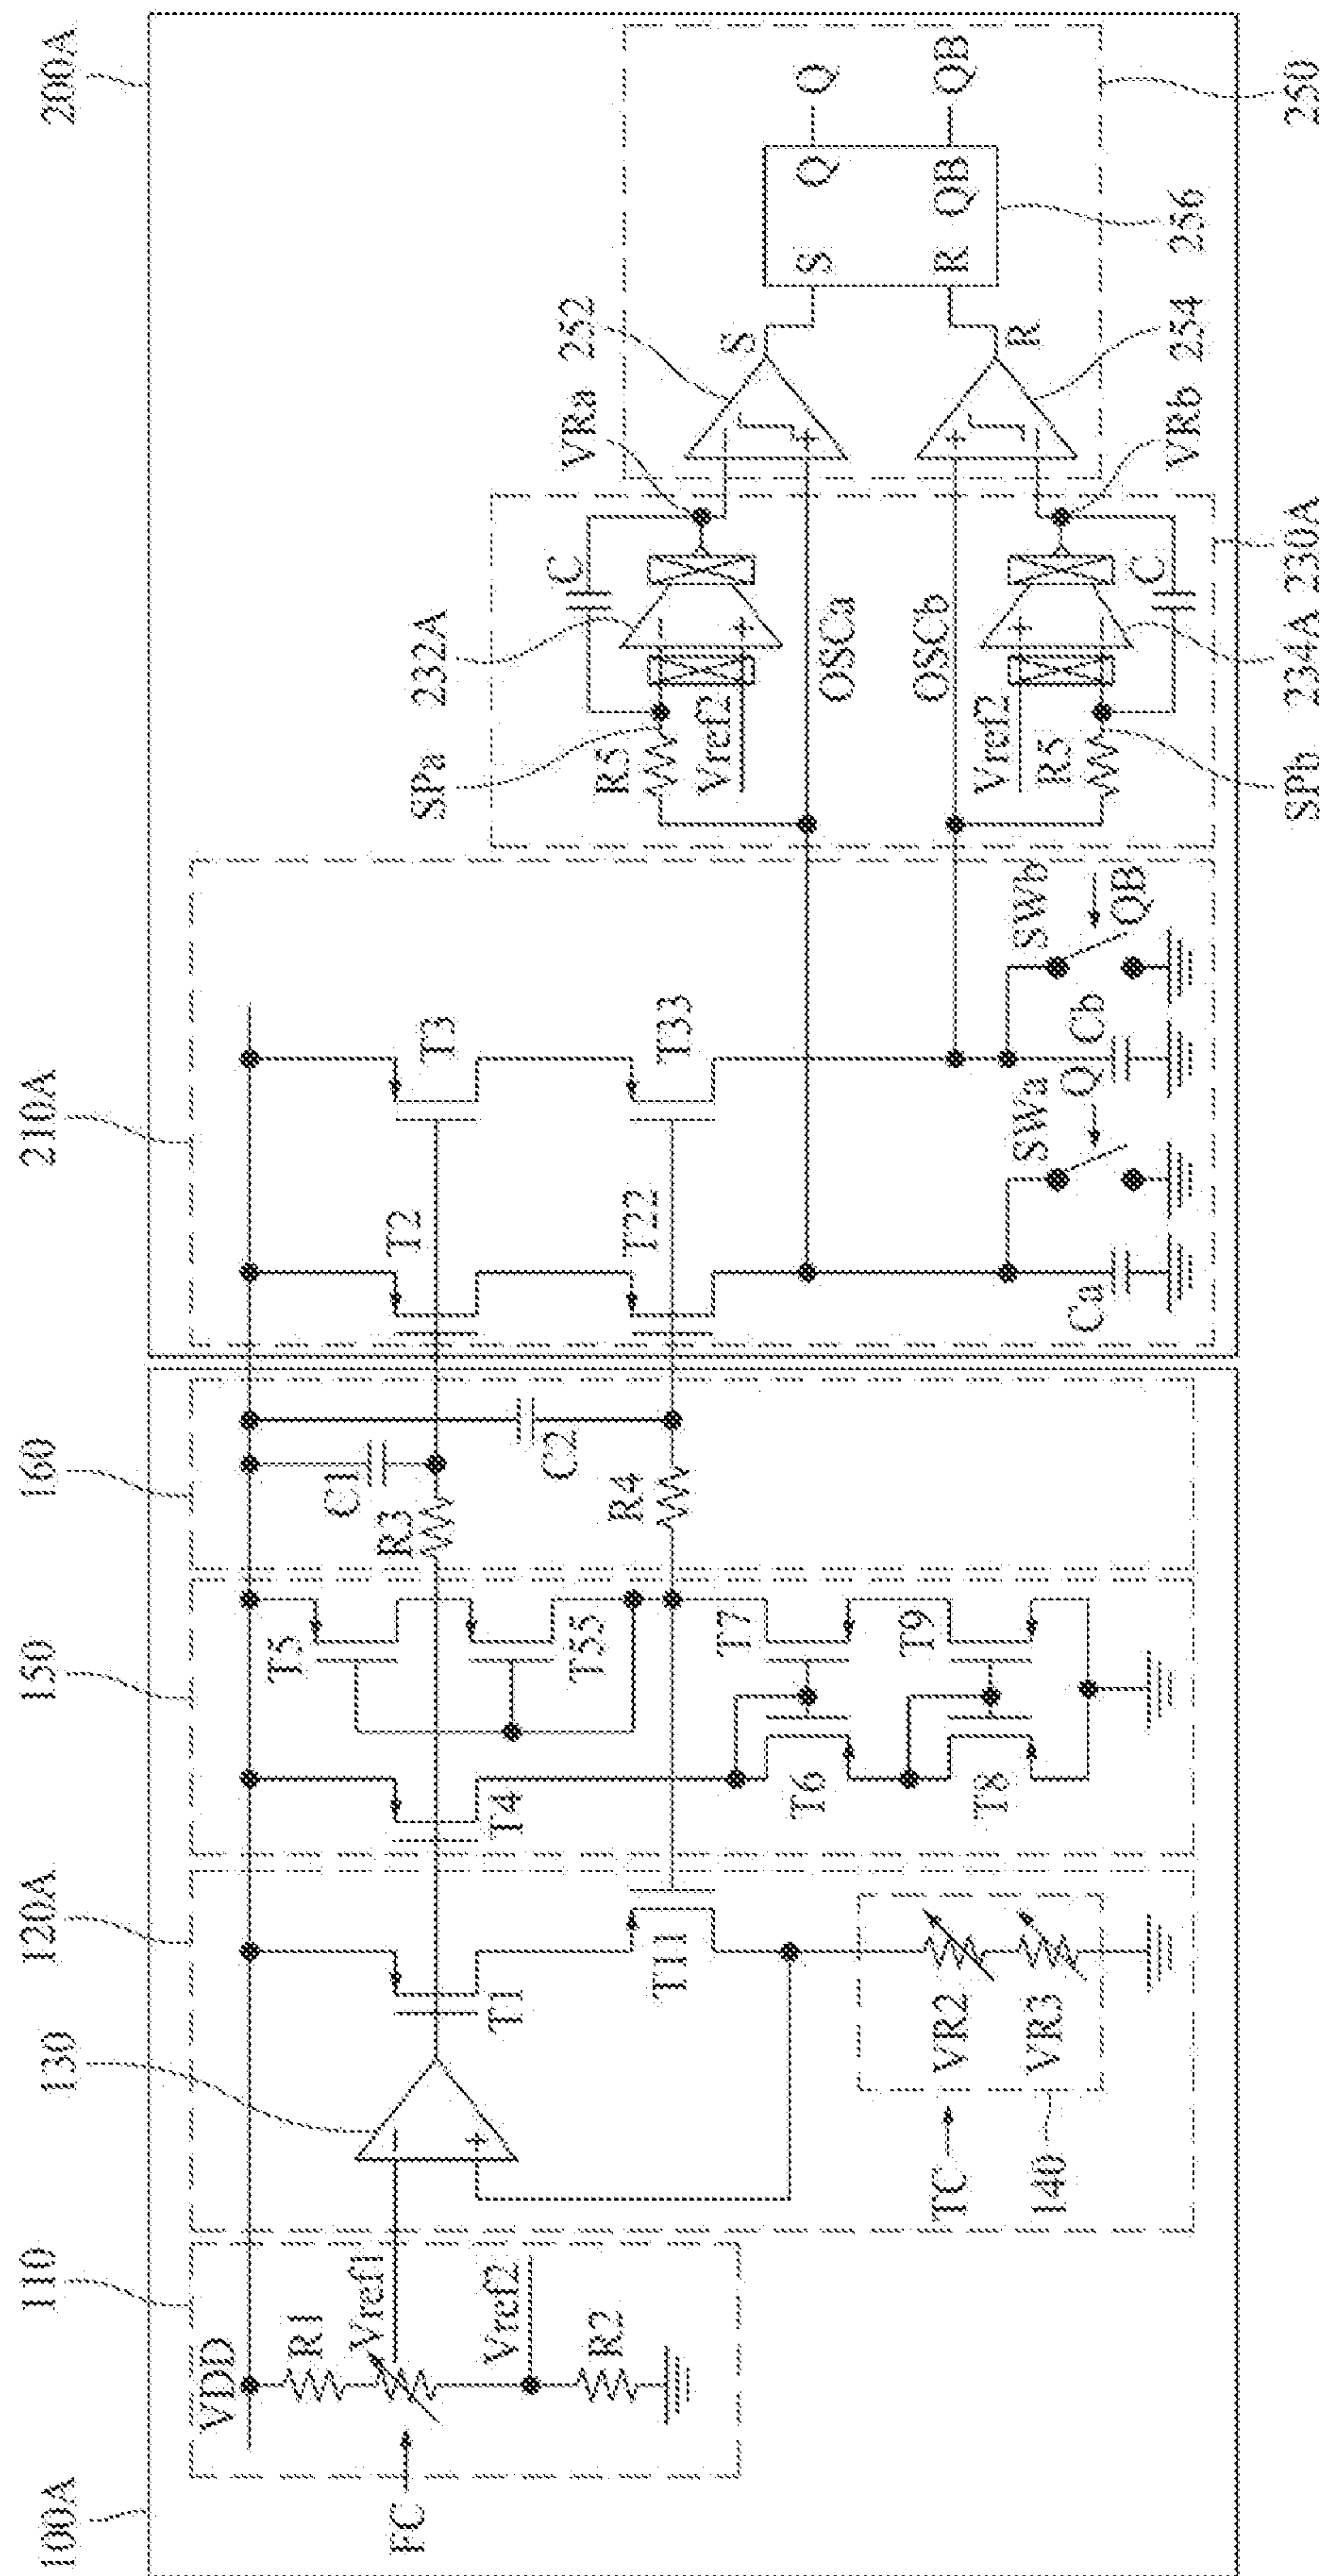 100A
110
130
120A
150
160
210A
200A
VDD
R1
Vref1
FC
Vref2
R2
T1
T11
VR2
VR3
TC
140
T4
T5
T55
T6
T7
T8
T9
C1
R3
C2
R4
T2
T3
T22
T33
Ca
SWa
Q
Cb
SWb
QB
SPa
232A
C
VRa
252
R5
Vref2
OSCa
OSCb
Vref2
R5
C
SPb
234A
230A
VRb
254
256
250
S
R
S
R
Q
QB
Q
QB